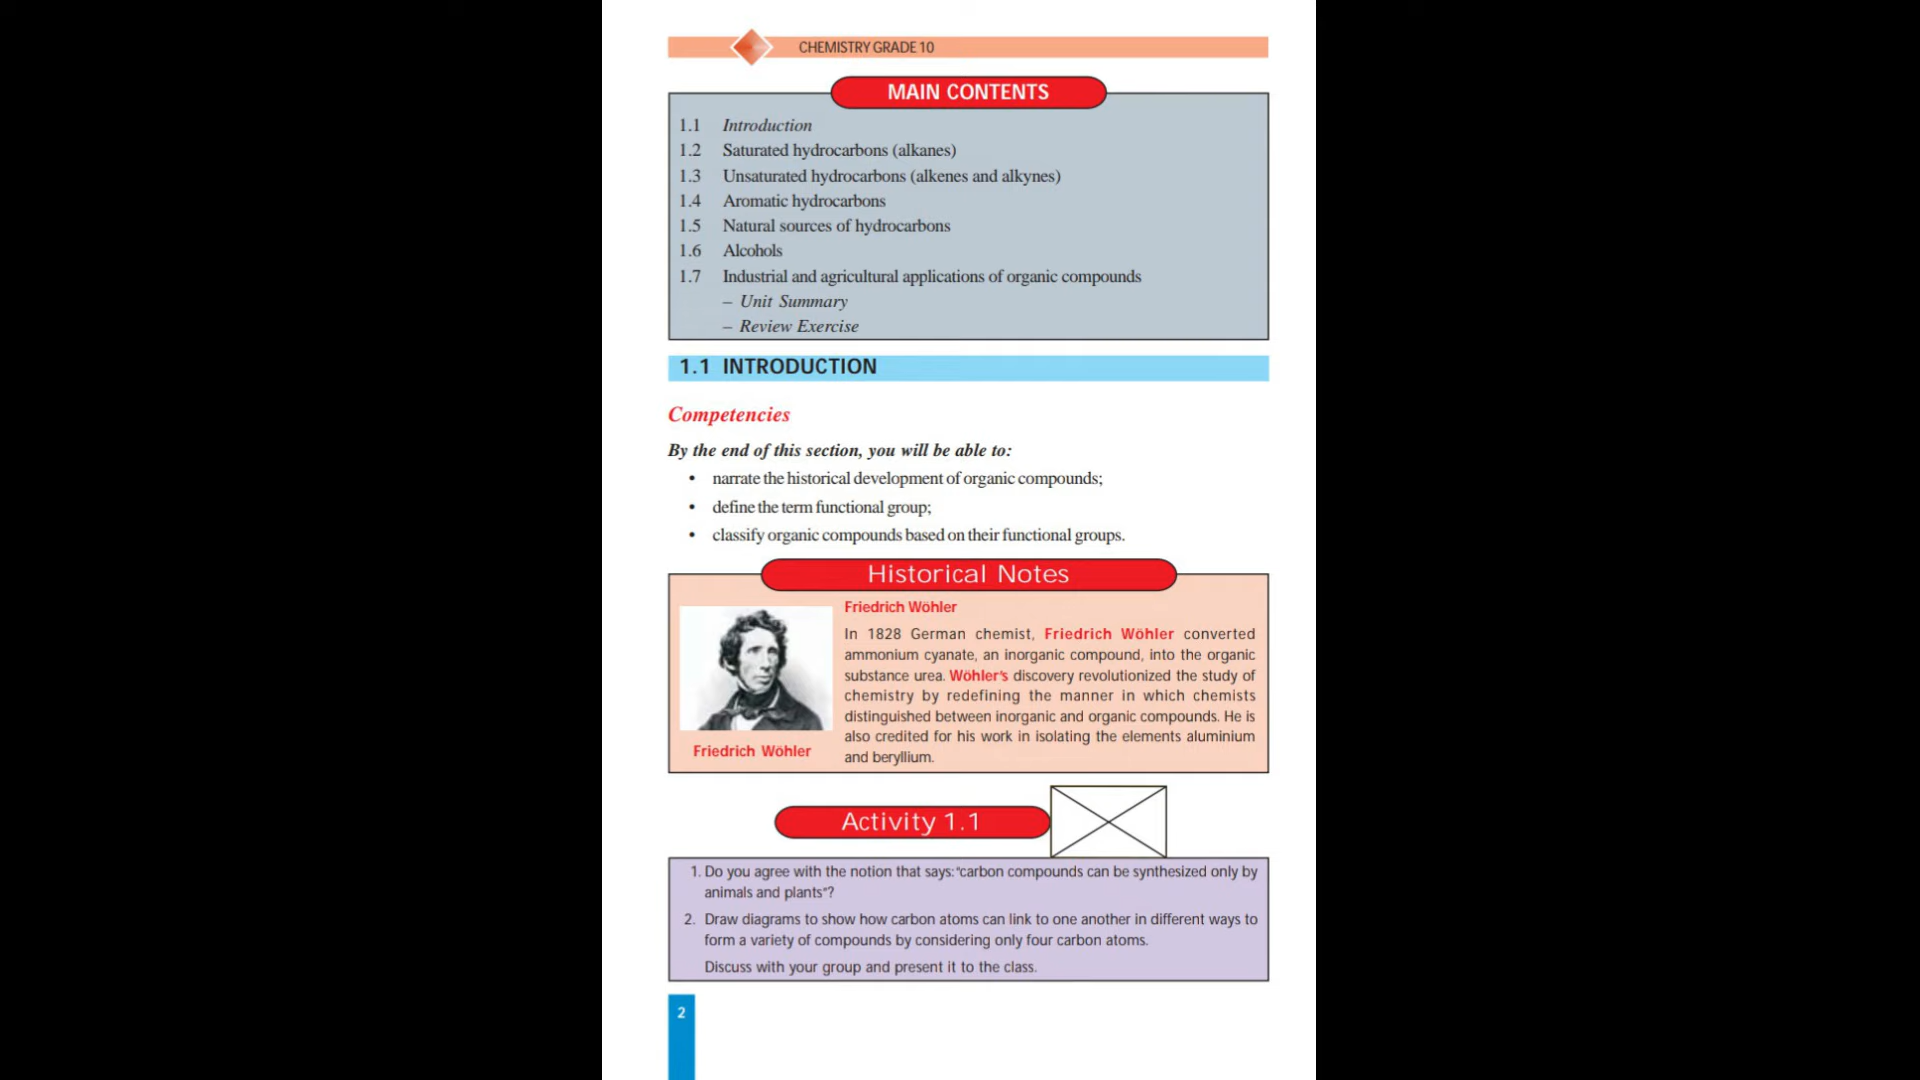 CHEMISTRY GRADE 10
MAIN CONTENTS
1.1 Introduction
1.2 Saturated hydrocarbons (alkanes)
1.3 Unsaturated hydrocarbons (alkenes and alkynes)
1.4 Aromatic hydrocarbons
1.5 Natural sources of hydrocarbons
1.6 Alcohols
1.7 Industrial and agricultural applications of organic compounds
– Unit Summary
– Review Exercise
1.1 INTRODUCTION
Competencies
By the end of this section, you will be able to:
• narrate the historical development of organic compounds;
• define the term functional group;
• classify organic compounds based on their functional groups.
Historical Notes
Friedrich Wöhler
In 1828 German chemist, Friedrich Wöhler converted
ammonium cyanate, an inorganic compound, into the organic
substance urea. Wöhler's discovery revolutionized the study of
chemistry by redefining the manner in which chemists
distinguished between inorganic and organic compounds. He is
also credited for his work in isolating the elements aluminium
and beryllium.
Friedrich Wöhler
Activity 1.1
1. Do you agree with the notion that says: "carbon compounds can be synthesized only by
animals and plants"?
2. Draw diagrams to show how carbon atoms can link to one another in different ways to
form a variety of compounds by considering only four carbon atoms.
Discuss with your group and present it to the class.
2